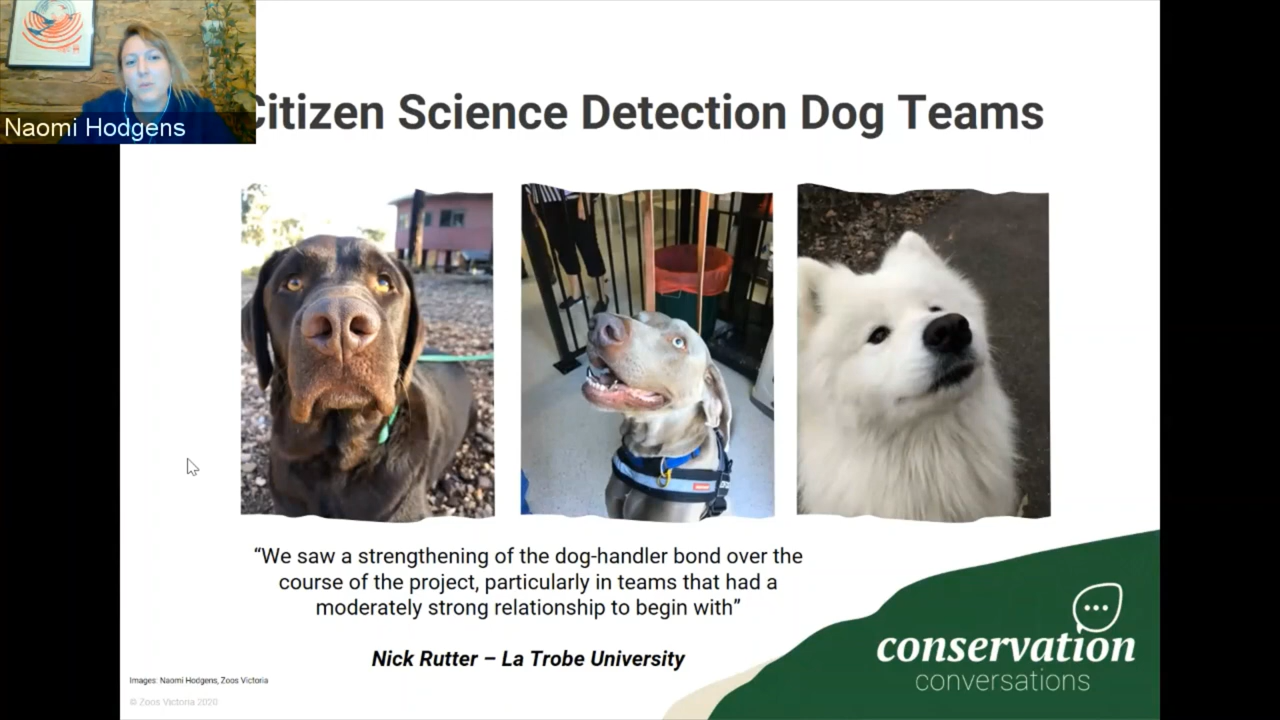 Naomi Hodgens
Citizen Science Detection Dog Teams
“We saw a strengthening of the dog-handler bond over the
course of the project, particularly in teams that had a
moderately strong relationship to begin with”
Nick Rutter – La Trobe University
Images: Naomi Hodgens, Zoos Victoria
© Zoos Victoria 2020
conservation
conversations